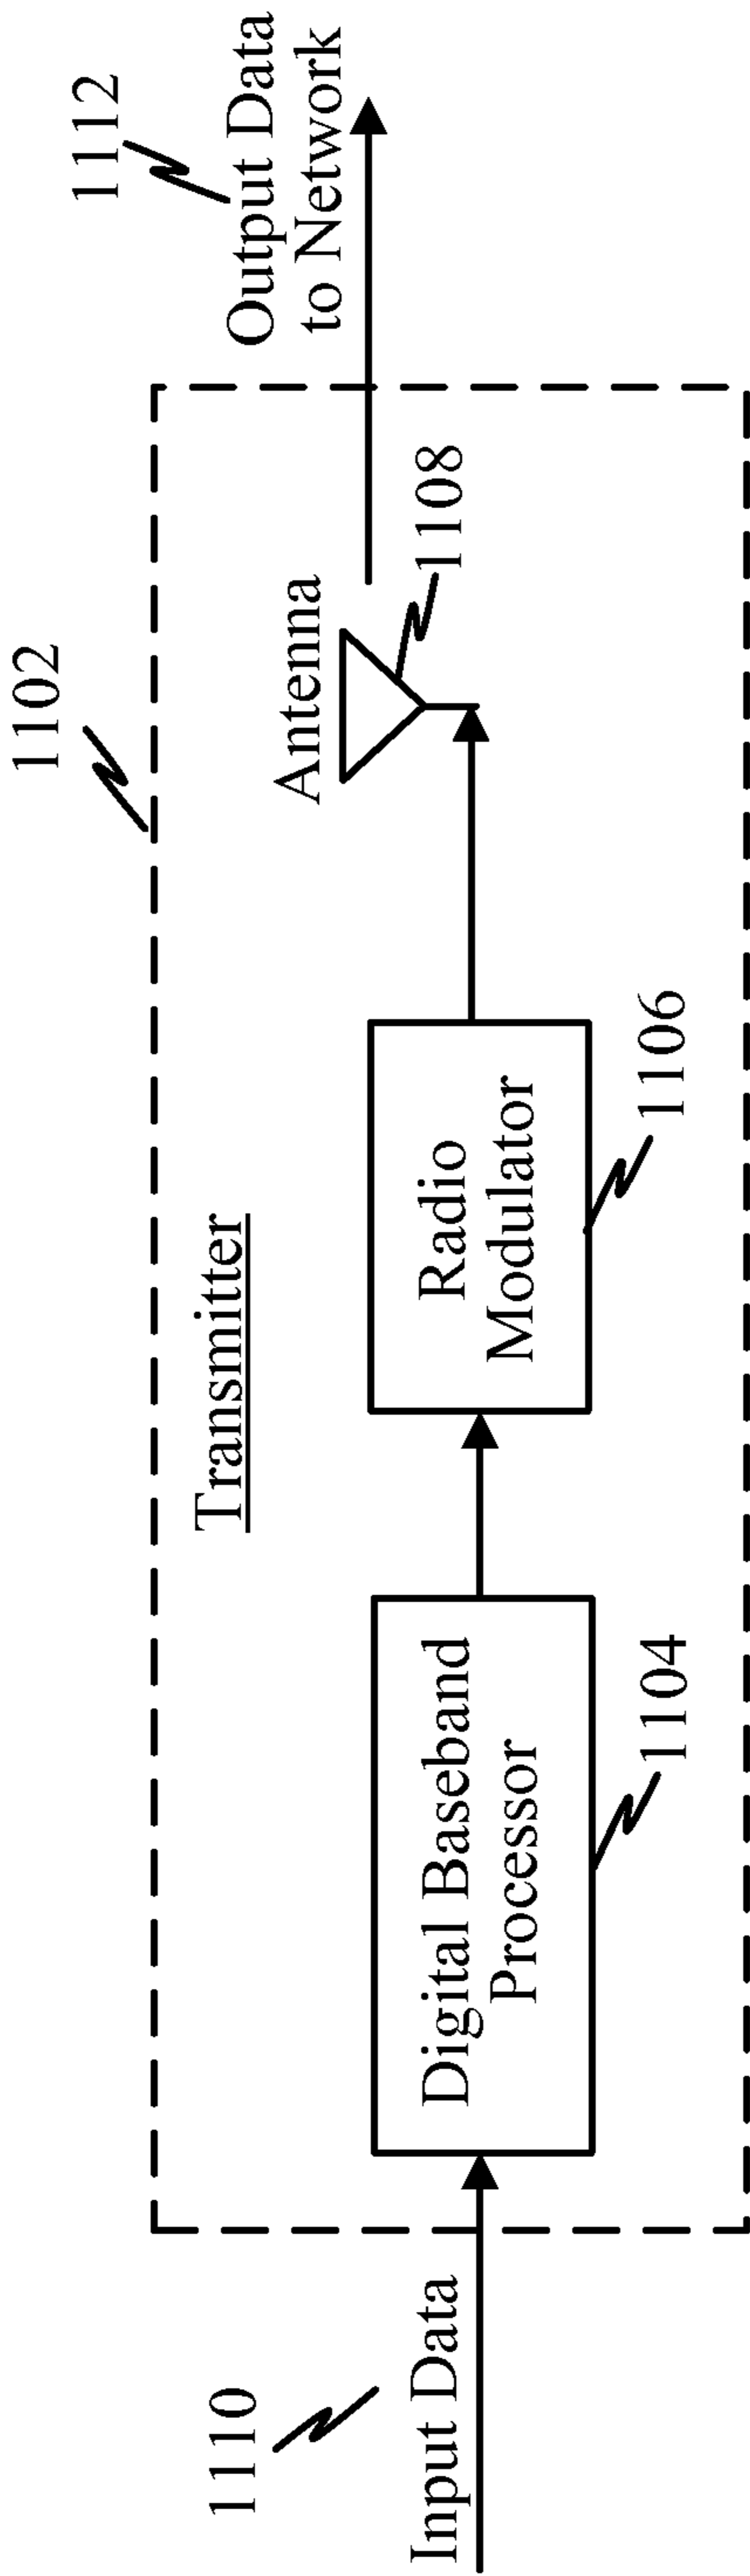 1102
1112
Output Data
to Network
Transmitter
Antenna
1108
1110
Input Data
Digital Baseband
Processor
1104
Radio
Modulator
1106